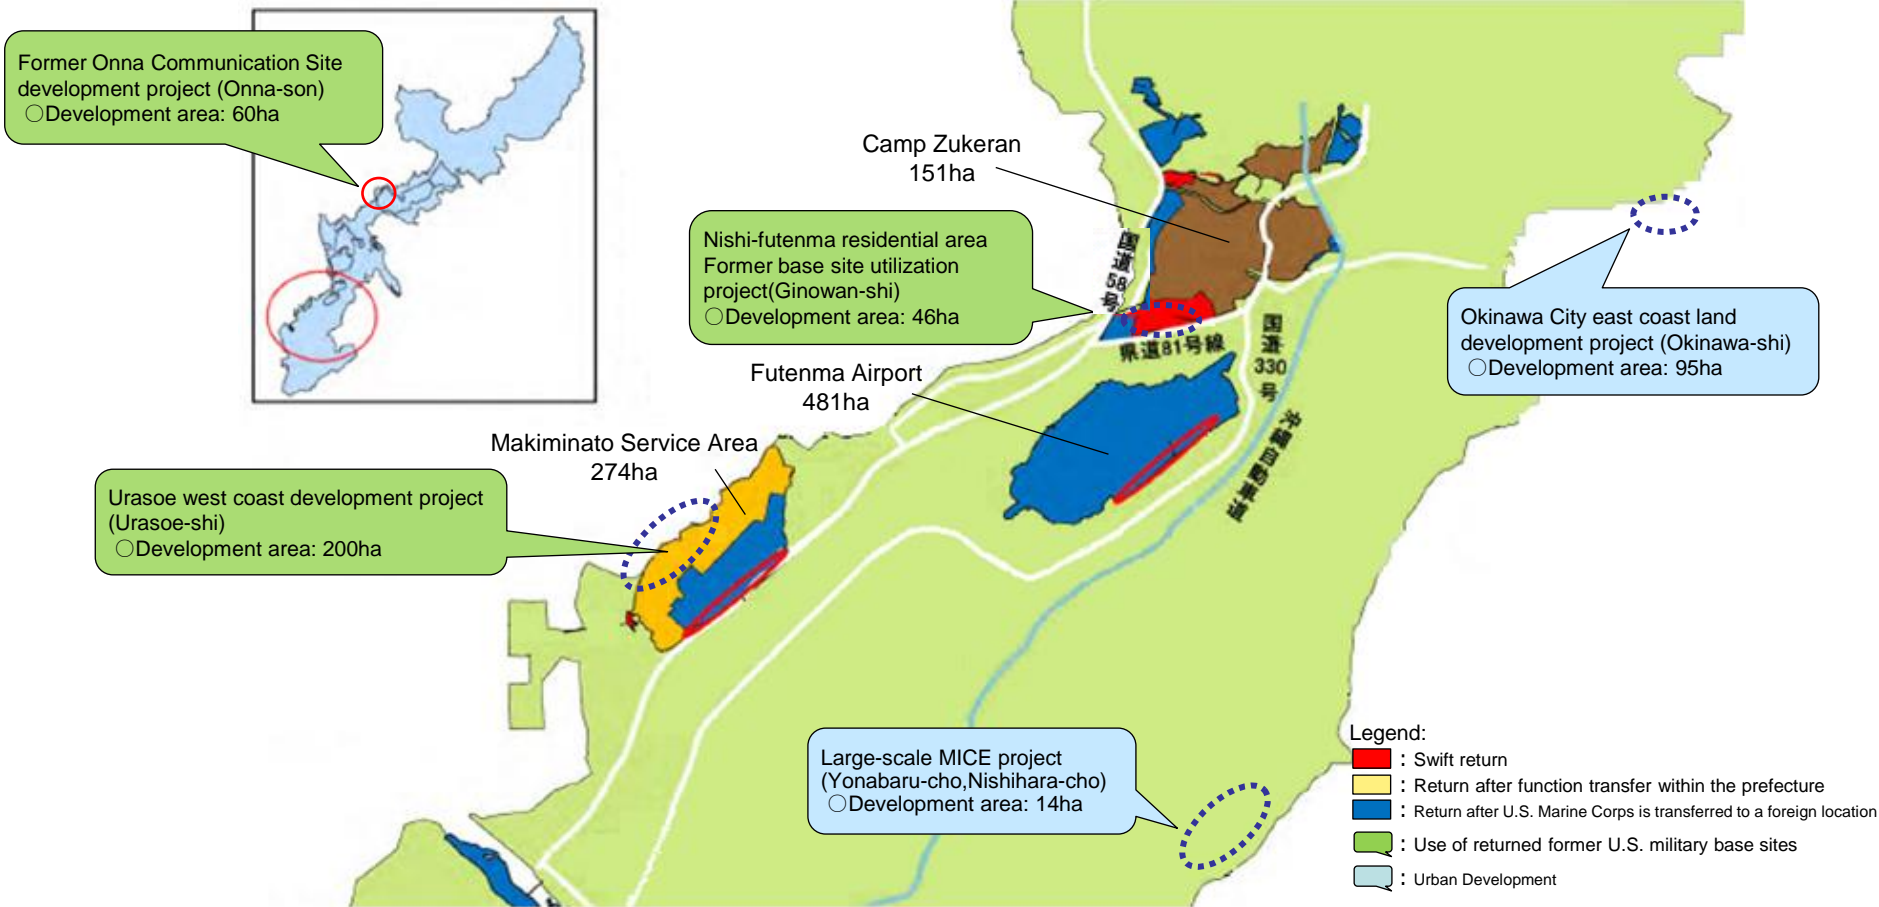 Former Onna Communication Site
development project (Onna-son)
○Development area: 60ha
Camp Zukeran
151ha
Nishi-futenma residential area
Former base site utilization
project(Ginowan-shi)
○Development area: 46ha
国道58号
県道81号線
国道330号
沖縄自動車道
Okinawa City east coast land
development project (Okinawa-shi)
○Development area: 95ha
Futenma Airport
481ha
Makiminato Service Area
274ha
Urasoe west coast development project
(Urasoe-shi)
○Development area: 200ha
Large-scale MICE project
(Yonabaru-cho,Nishihara-cho)
○Development area: 14ha
Legend:
: Swift return
: Return after function transfer within the prefecture
: Return after U.S. Marine Corps is transferred to a foreign location
: Use of returned former U.S. military base sites
: Urban Development